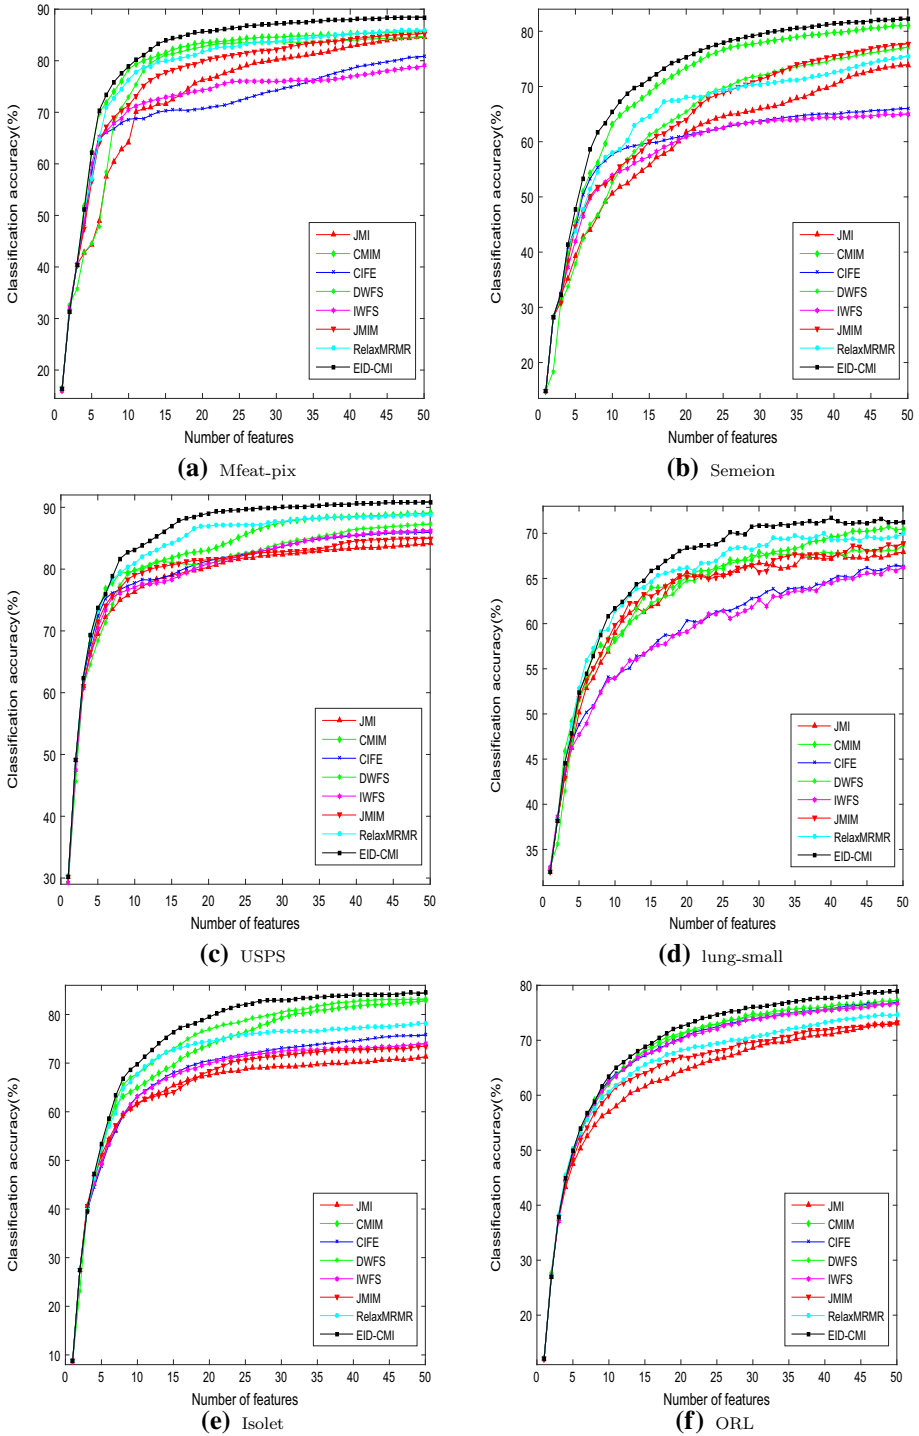 Classification accuracy(%)
90
80
70
60
50
40
30
20
0 5 10 15 20 25 30 35 40 45 50
Number of features
JMI
CMIM
CIFE
DWFS
IWFS
JMIM
RelaxMRMR
EID-CMI
(a) Mfeat-pix
Classification accuracy(%)
80
70
60
50
40
30
20
0 5 10 15 20 25 30 35 40 45 50
Number of features
JMI
CMIM
CIFE
DWFS
IWFS
JMIM
RelaxMRMR
EID-CMI
(b) Semeion
Classification accuracy(%)
90
80
70
60
50
40
30
0 5 10 15 20 25 30 35 40 45 50
Number of features
JMI
CMIM
CIFE
DWFS
IWFS
JMIM
RelaxMRMR
EID-CMI
(c) USPS
Classification accuracy(%)
70
65
60
55
50
45
40
35
0 5 10 15 20 25 30 35 40 45 50
Number of features
JMI
CMIM
CIFE
DWFS
IWFS
JMIM
RelaxMRMR
EID-CMI
(d) lung-small
Classification accuracy(%)
80
70
60
50
40
30
20
10
0 5 10 15 20 25 30 35 40 45 50
Number of features
JMI
CMIM
CIFE
DWFS
IWFS
JMIM
RelaxMRMR
EID-CMI
(e) Isolet
Classification accuracy(%)
80
70
60
50
40
30
20
0 5 10 15 20 25 30 35 40 45 50
Number of features
JMI
CMIM
CIFE
DWFS
IWFS
JMIM
RelaxMRMR
EID-CMI
(f) ORL